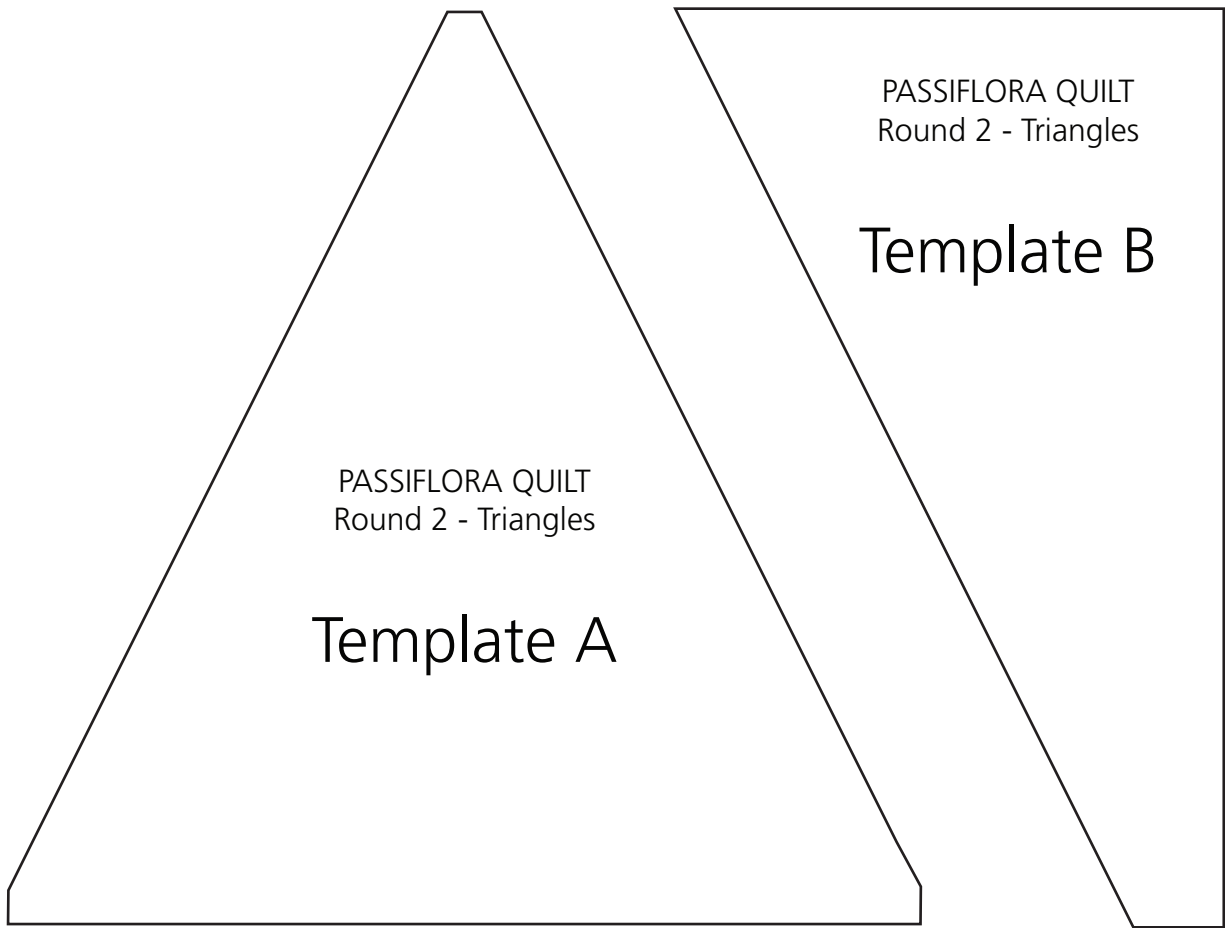 PASSIFLORA QUILT
Round 2 - Triangles
Template A
PASSIFLORA QUILT
Round 2 - Triangles
Template B